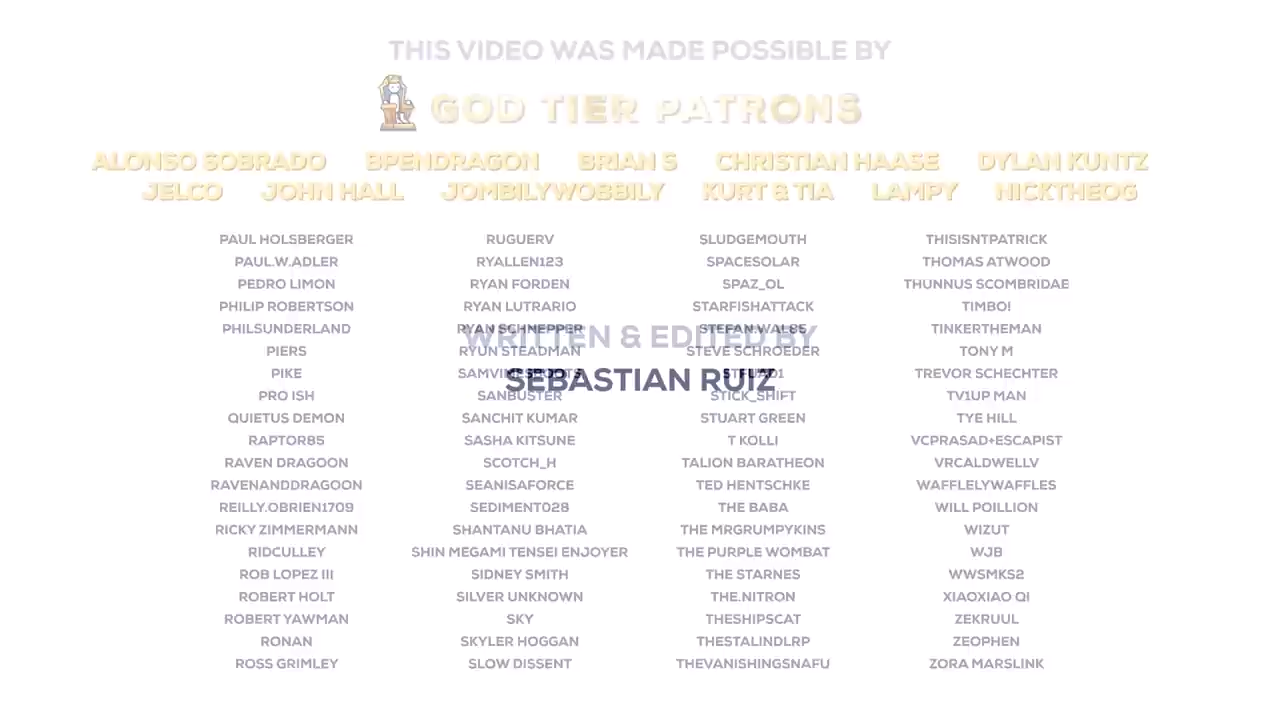 THIS VIDEO WAS MADE POSSIBLE BY
GOD TIER PATRONS
ALONSO SOBRADO BPENDRAGON BRIAN S CHRISTIAN HAASE DYLAN KUNTZ
JELCO JOHN HALL JOMBILYWOBBILY KURT & TIA LAMPY NICKTHEOG
PAUL HOLSBERGER RUGUERV SLUDGEMOUTH THISISNTPATRICK
PAUL.W.ADLER RYALLEN123 SPACESOLAR THOMAS ATWOOD
PEDRO LIMON RYAN FORDEN SPAZ_OL THUNNUS SCOMBRIDAE
PHILIP ROBERTSON RYAN LUTRARIO STARFISHATTACK TIMBO!
PHILSUNDERLAND RYAN SCHNEPPER STEFAN.WAL85 TINKERTHEMAN
WRITTEN & EDITED BY
PIERS RYUN STEADMAN STEVE SCHROEDER TONY M
PIKE SAMVIMESBOOTS TREVOR SCHECHTER
SEBASTIAN RUIZ
PRO ISH SANBUSTER STICK_SHIFT TV1UP MAN
QUIETUS DEMON SANCHIT KUMAR STUART GREEN TYE HILL
RAPTOR85 SASHA KITSUNE T KOLLI VCPRASAD+ESCAPIST
RAVEN DRAGOON SCOTCH_H TALION BARATHEON VRCALDWELLV
RAVENANDDRAGOON SEANISAFORCE TED HENTSCHKE WAFFLELYWAFFLES
REILLY.OBRIEN1709 SEDIMENT028 THE BABA WILL POILLION
RICKY ZIMMERMANN SHANTANU BHATIA THE MRGRUMPYKINS WIZUT
RIDCULLEY SHIN MEGAMI TENSEI ENJOYER THE PURPLE WOMBAT WJB
ROB LOPEZ III SIDNEY SMITH THE STARNES WWSMKS2
ROBERT HOLT SILVER UNKNOWN THE.NITRON XIAOXIAO QI
ROBERT YAWMAN SKY THESHIPSCAT ZEKRUUL
RONAN SKYLER HOGGAN THESTALINDLRP ZEOPHEN
ROSS GRIMLEY SLOW DISSENT THEVANISHINGSNAFU ZORA MARSLINK